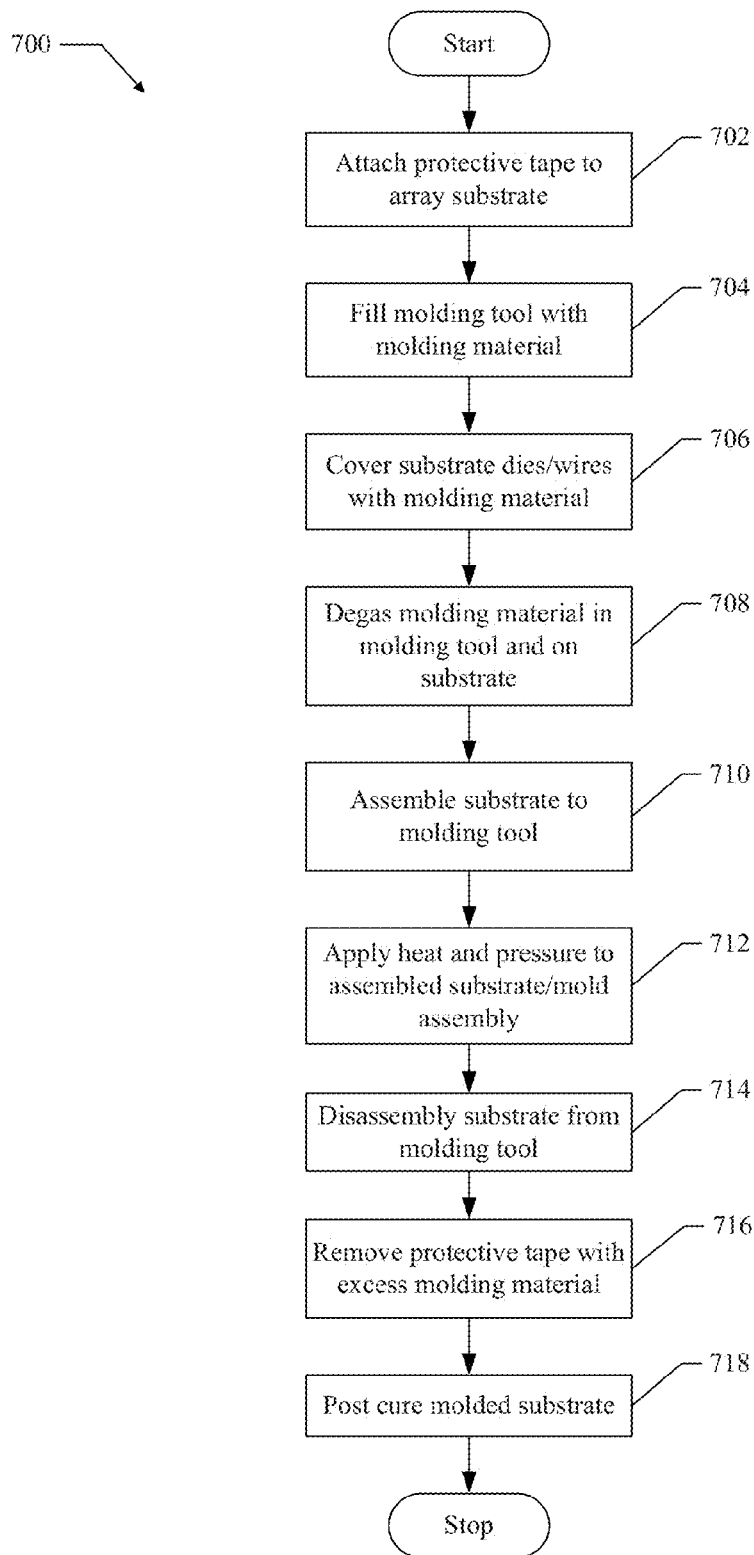 700
Start
702
Attach protective tape to
array substrate
704
Fill molding tool with
molding material
706
Cover substrate dies/wires
with molding material
708
Degas molding material in
molding tool and on
substrate
710
Assemble substrate to
molding tool
712
Apply heat and pressure to
assembled substrate/mold
assembly
714
Disassembly substrate from
molding tool
716
Remove protective tape with
excess molding material
718
Post cure molded substrate
Stop